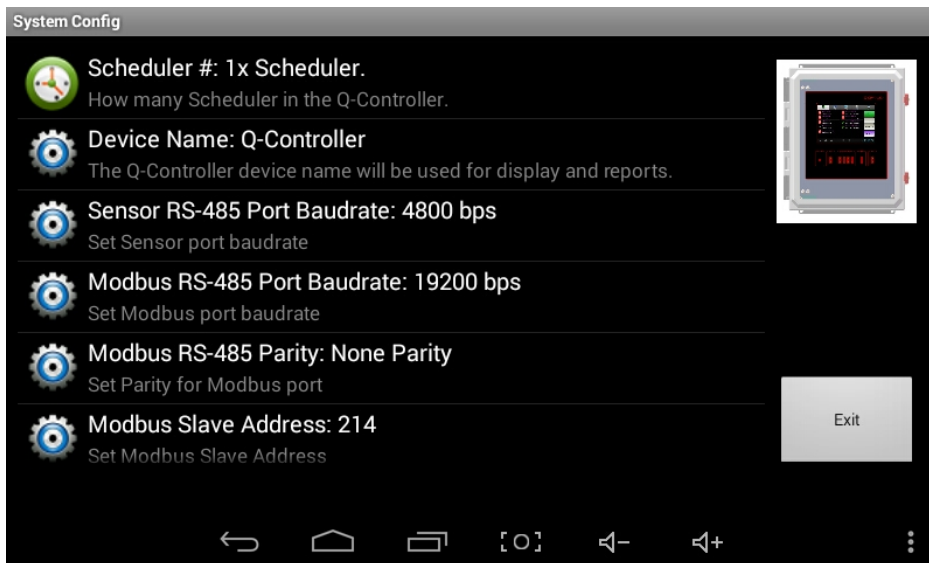 System Config
Scheduler #: 1x Scheduler.
How many Scheduler in the Q-Controller.
Device Name: Q-Controller
The Q-Controller device name will be used for display and reports.
Sensor RS-485 Port Baudrate: 4800 bps
Set Sensor port baudrate
Modbus RS-485 Port Baudrate: 19200 bps
Set Modbus port baudrate
Modbus RS-485 Parity: None Parity
Set Parity for Modbus port
Modbus Slave Address: 214
Set Modbus Slave Address
Exit